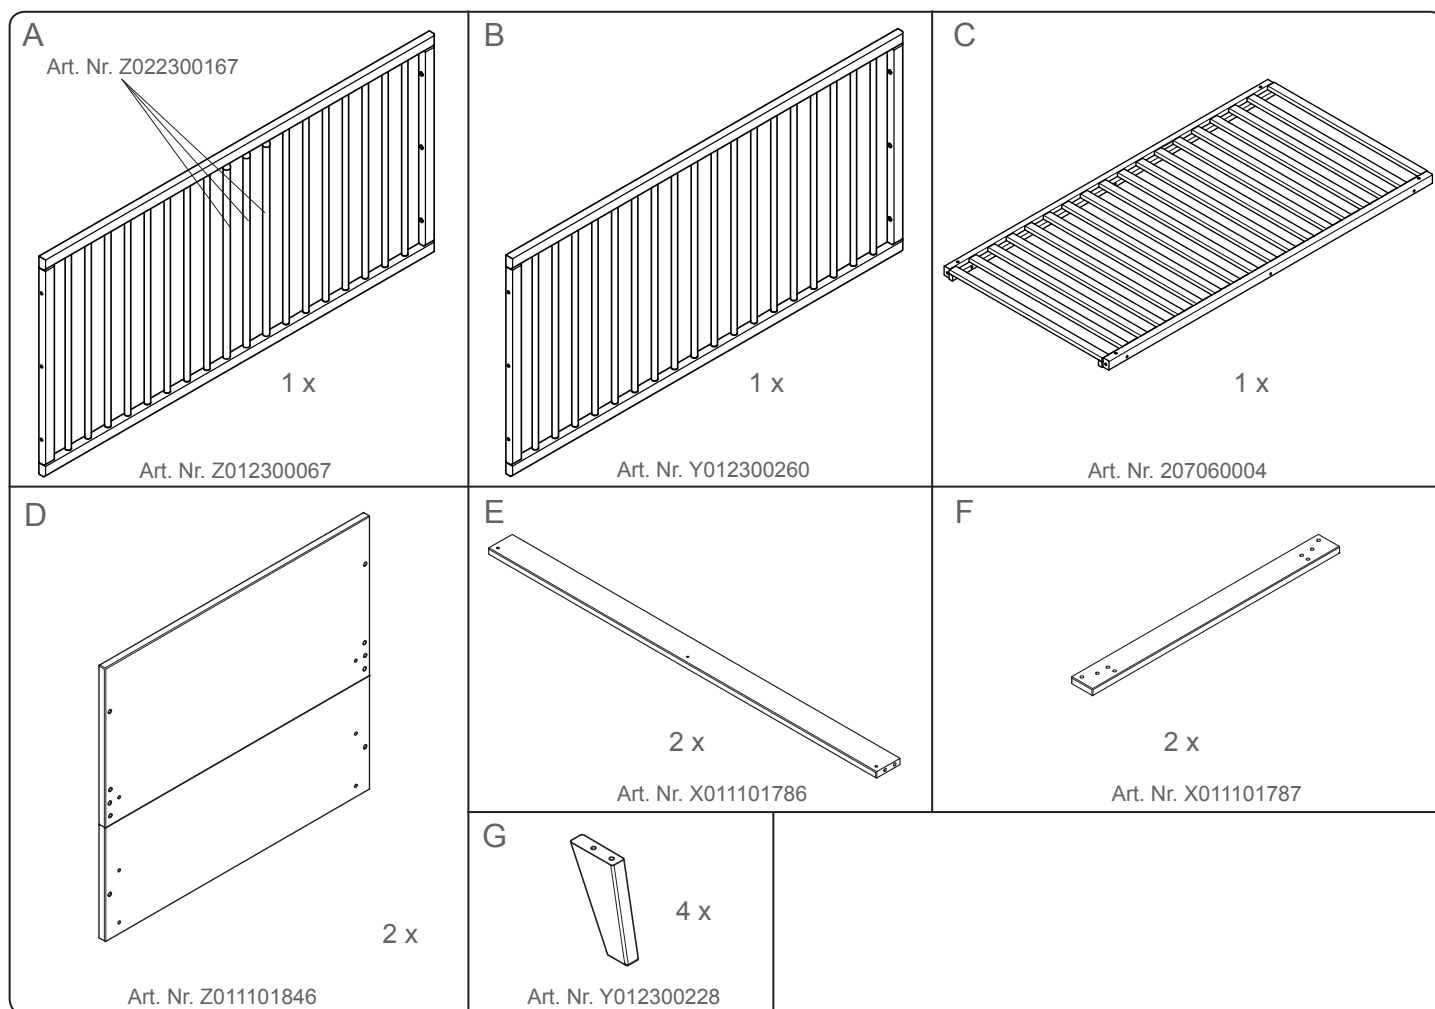 A
Art. Nr. Z022300167
1 x
Art. Nr. Z012300067
B
1 x
Art. Nr. Y012300260
C
1 x
Art. Nr. 207060004
D
2 x
Art. Nr. Z011101846
E
2 x
Art. Nr. X011101786
F
2 x
Art. Nr. X011101787
G
4 x
Art. Nr. Y012300228